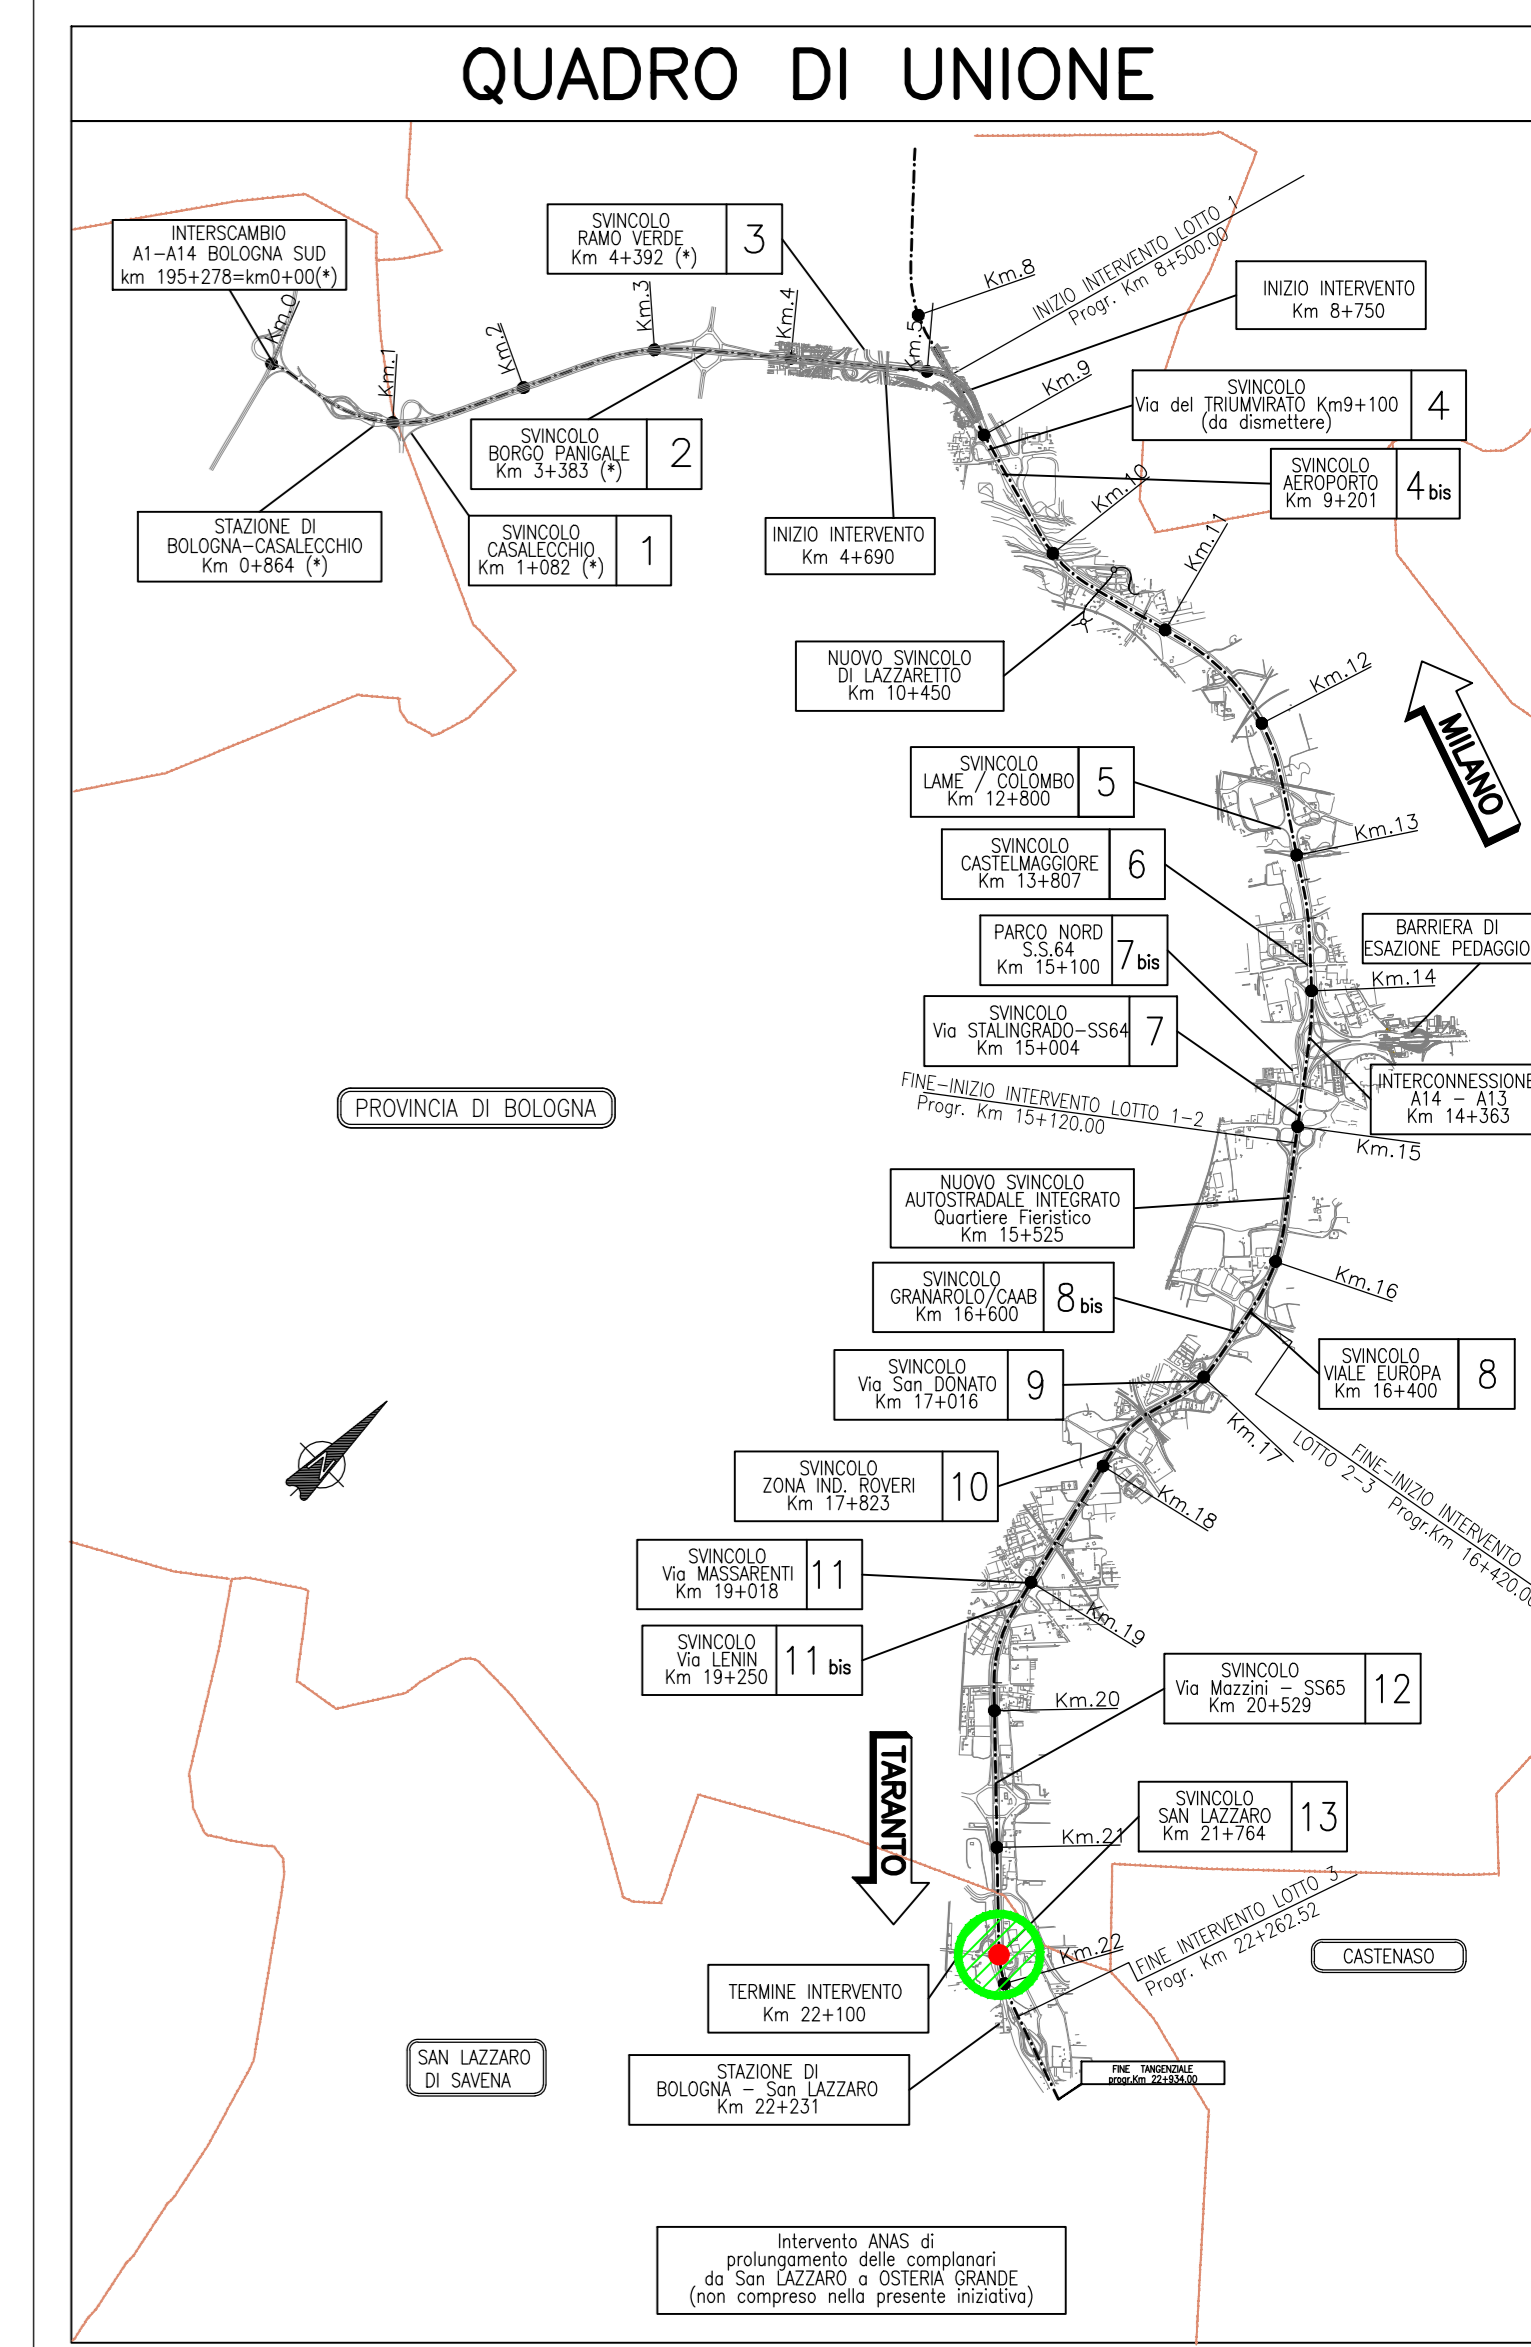 QUADRO DI UNIONE
INTERSCAMBIO
A1-A14 BOLOGNA SUD
km 195+278=km0+00(*)
SVINCOLO
RAMO VERDE
Km 4+392 (*)
3
Km.0
Km.1
Km.2
Km.3
Km.4
Km.5
Km.8
INIZIO INTERVENTO LOTTO 1
Progr. Km 8+500.00
INIZIO INTERVENTO
Km 8+750
Km.9
SVINCOLO
Via del TRIUMVIRATO Km9+100
(da dismettere)
4
SVINCOLO
BORGO PANIGALE
Km 3+383 (*)
2
SVINCOLO
AEROPORTO
Km 9+201
4 bis
STAZIONE DI
BOLOGNA-CASALECCHIO
Km 0+864 (*)
SVINCOLO
CASALECCHIO
Km 1+082 (*)
1
INIZIO INTERVENTO
Km 4+690
Km.10
Km.11
NUOVO SVINCOLO
DI LAZZARETTO
Km 10+450
Km.12
MILANO
SVINCOLO
LAME / COLOMBO
Km 12+800
5
Km.13
SVINCOLO
CASTELMAGGIORE
Km 13+807
6
PARCO NORD
S.S.64
Km 15+100
7 bis
BARRIERA DI
ESAZIONE PEDAGGIO
Km.14
SVINCOLO
Via STALINGRADO-SS64
Km 15+004
7
INTERCONNESSIONE
A14 - A13
Km 14+363
FINE-INIZIO INTERVENTO LOTTO 1-2
Progr. Km 15+120.00
PROVINCIA DI BOLOGNA
Km.15
NUOVO SVINCOLO
AUTOSTRADALE INTEGRATO
Quartiere Fieristico
Km 15+525
Km.16
SVINCOLO
GRANAROLO/CAAB
Km 16+600
8 bis
SVINCOLO
VIALE EUROPA
Km 16+400
8
SVINCOLO
Via San DONATO
Km 17+016
9
Km.17
FINE-INIZIO INTERVENTO
LOTTO 2-3 Progr.Km 16+420.00
SVINCOLO
ZONA IND. ROVERI
Km 17+823
10
Km.18
SVINCOLO
Via MASSARENTI
Km 19+018
11
Km.19
SVINCOLO
Via LENIN
Km 19+250
11 bis
SVINCOLO
Via Mazzini - SS65
Km 20+529
12
Km.20
TARANTO
SVINCOLO
SAN LAZZARO
Km 21+764
13
Km.21
Km.22
FINE INTERVENTO LOTTO 3
Progr. Km 22+262.52
CASTENASO
TERMINE INTERVENTO
Km 22+100
SAN LAZZARO
DI SAVENA
STAZIONE DI
BOLOGNA - San LAZZARO
Km 22+231
FINE TANGENZIALE
progr.Km 22+934.00
Intervento ANAS di
prolungamento delle complanari
da San LAZZARO a OSTERIA GRANDE
(non compreso nella presente iniziativa)